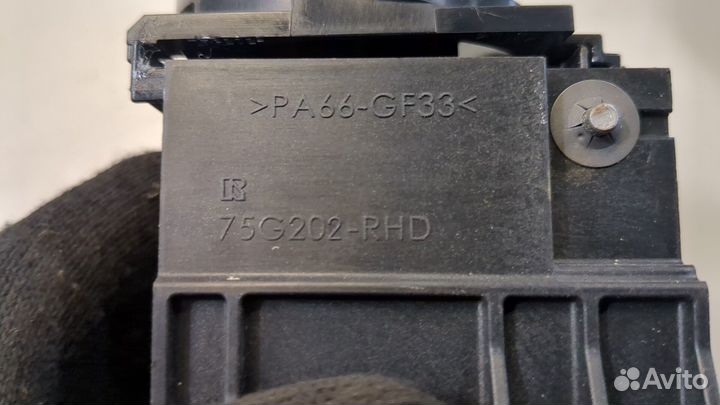 >PA66-GF33<
R
75G202-RHD
Avito